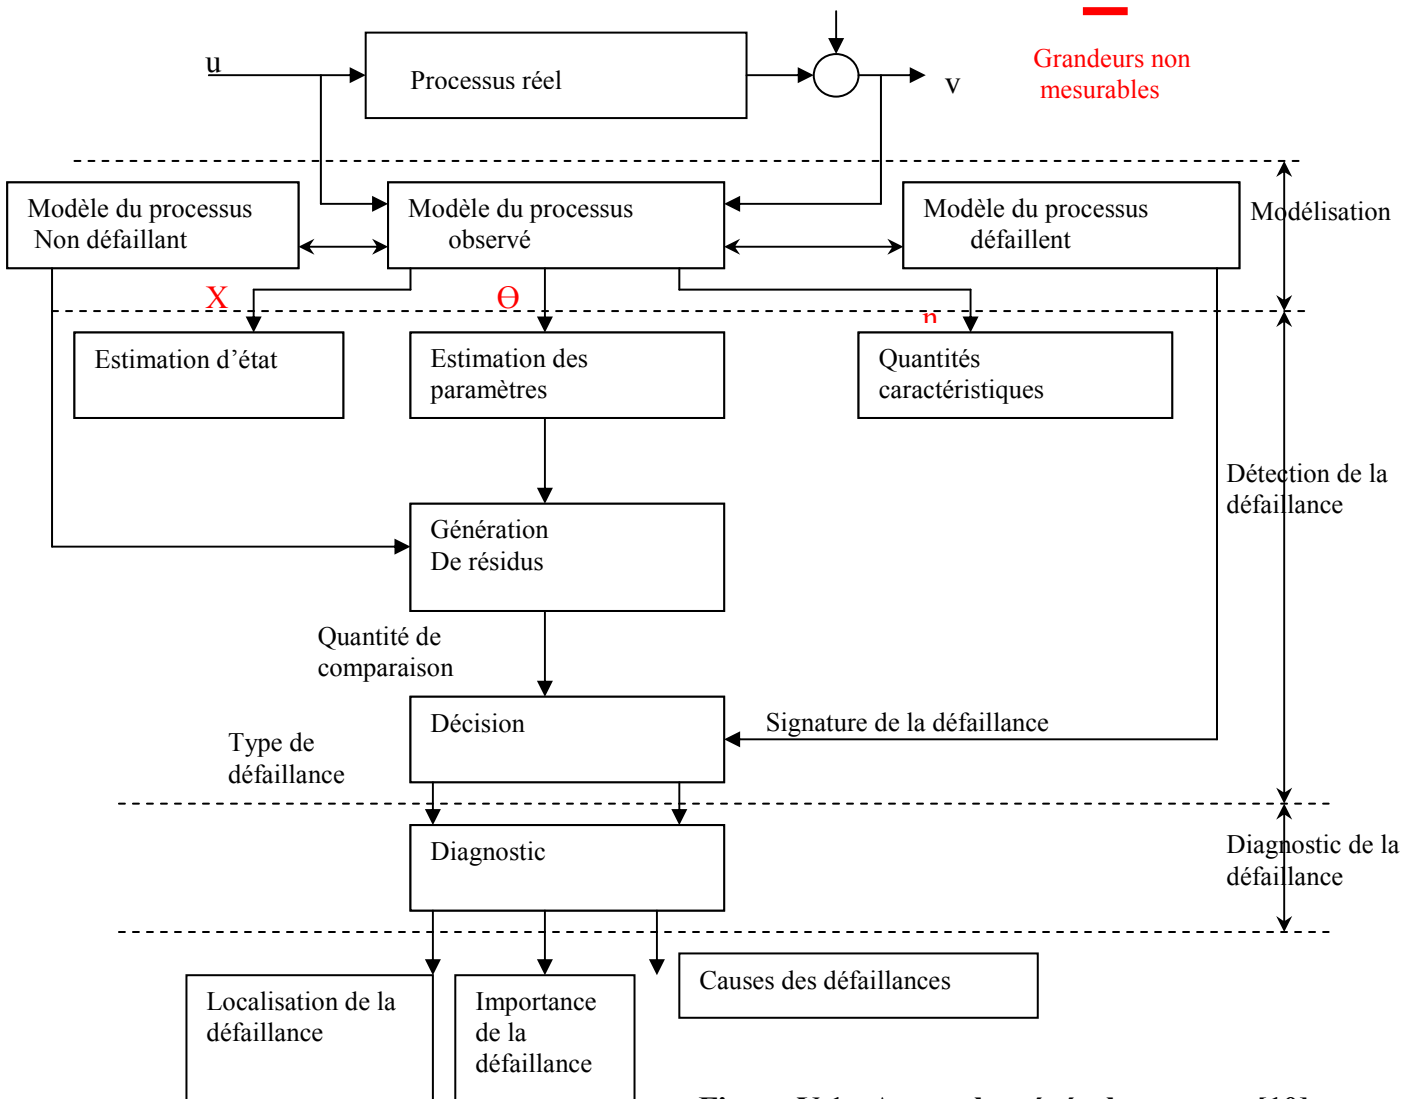 u
Processus réel
v
Grandeurs non
mesurables
Modèle du processus
Non défaillant
Modèle du processus
observé
Modèle du processus
défaillent
Modélisation
X
Θ
Estimation d’état
Estimation des
paramètres
Quantités
caractéristiques
Détection de la
défaillance
Génération
De résidus
Quantité de
comparaison
Décision
Signature de la défaillance
Type de
défaillance
Diagnostic
Diagnostic de la
défaillance
Localisation de la
défaillance
Importance
de la
défaillance
Causes des défaillances